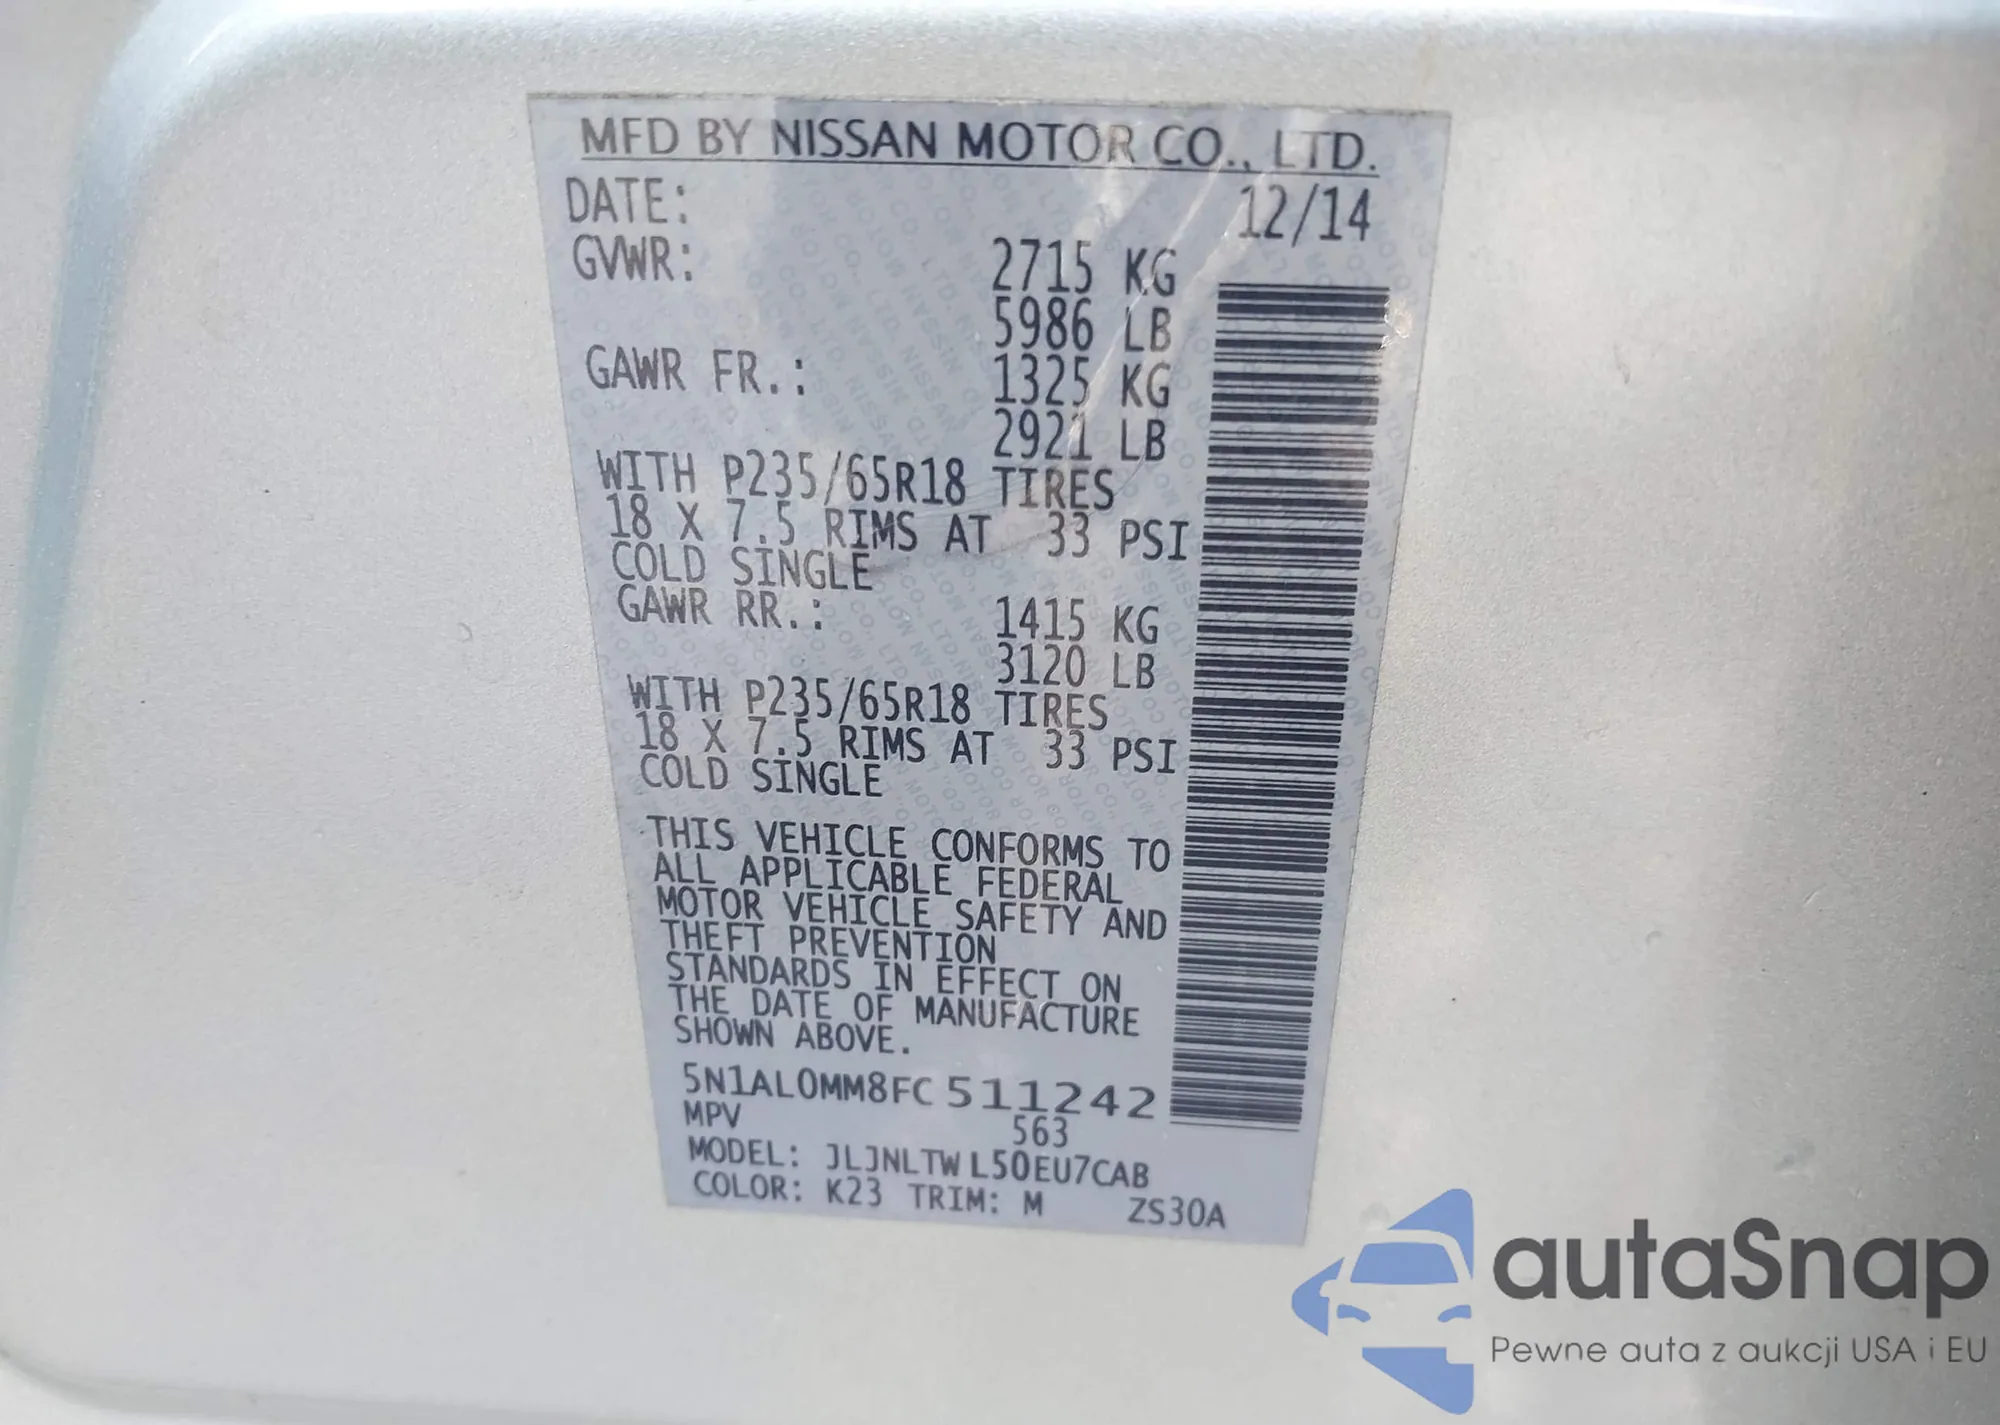 MFD BY NISSAN MOTOR CO., LTD.
DATE: 12/14
GVWR: 2715 KG
5986 LB
GAWR FR.: 1325 KG
2921 LB
WITH P235/65R18 TIRES
18 X 7.5 RIMS AT 33 PSI
COLD SINGLE
GAWR RR.: 1415 KG
3120 LB
WITH P235/65R18 TIRES
18 X 7.5 RIMS AT 33 PSI
COLD SINGLE
THIS VEHICLE CONFORMS TO
ALL APPLICABLE FEDERAL
MOTOR VEHICLE SAFETY AND
THEFT PREVENTION
STANDARDS IN EFFECT ON
THE DATE OF MANUFACTURE
SHOWN ABOVE.
5N1AL0MM8FC511242
MPV 563
MODEL: JLJNLTWL50EU7CAB
COLOR: K23 TRIM: M ZS30A
autaSnap
Pewne auta z aukcji USA i EU